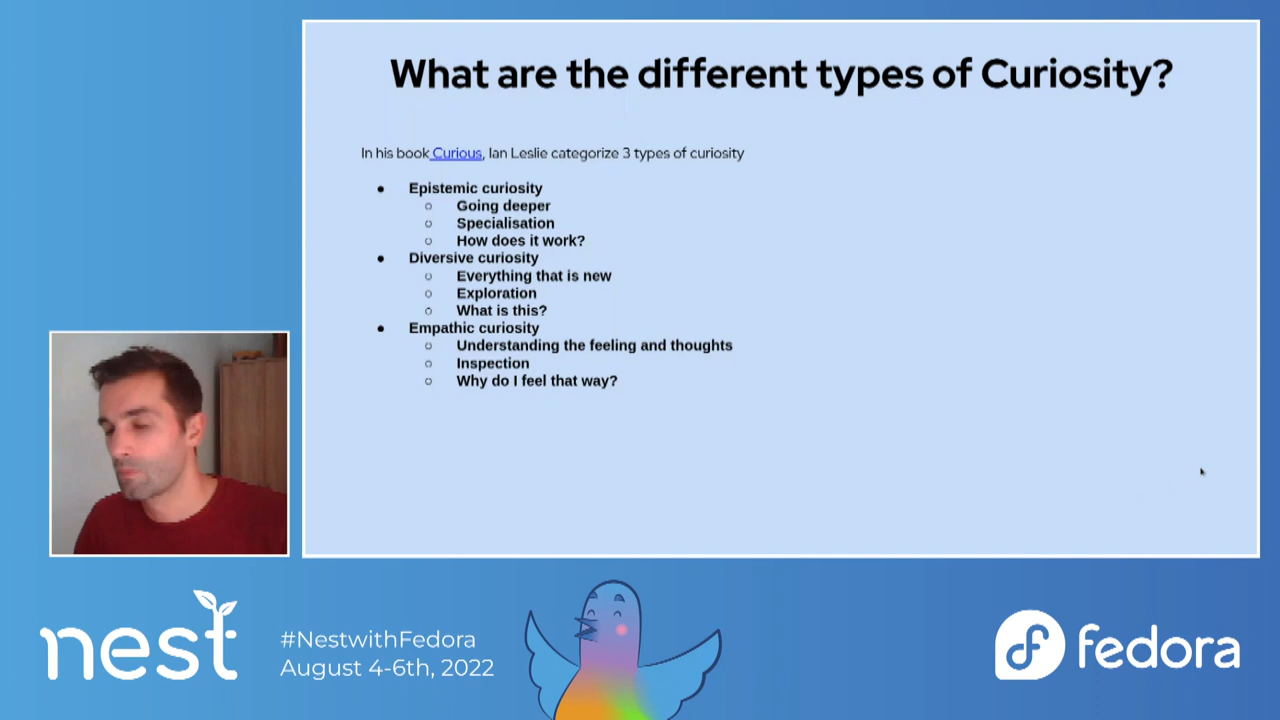 What are the different types of Curiosity?
In his book Curious, Ian Leslie categorize 3 types of curiosity
● Epistemic curiosity
○ Going deeper
○ Specialisation
○ How does it work?
● Diversive curiosity
○ Everything that is new
○ Exploration
○ What is this?
● Empathic curiosity
○ Understanding the feeling and thoughts
○ Inspection
○ Why do I feel that way?
nest
#NestwithFedora
August 4-6th, 2022
fedora